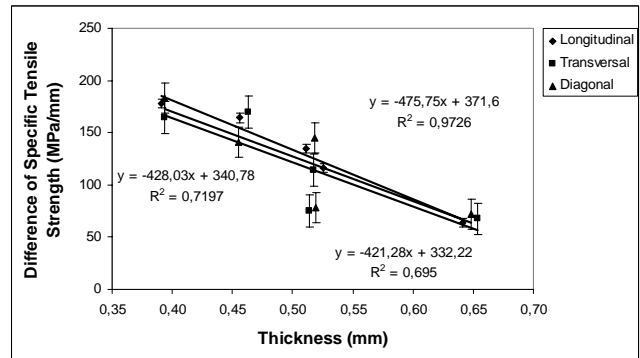 250
200
150
100
50
0
0,35
0,40
0,45
0,50
0,55
0,60
0,65
0,70
Difference of Specific Tensile
Strength (MPa/mm)
Thickness (mm)
y = -475,75x + 371,6
R² = 0,9726
y = -428,03x + 340,78
R² = 0,7197
y = -421,28x + 332,22
R² = 0,695
Longitudinal
Transversal
Diagonal